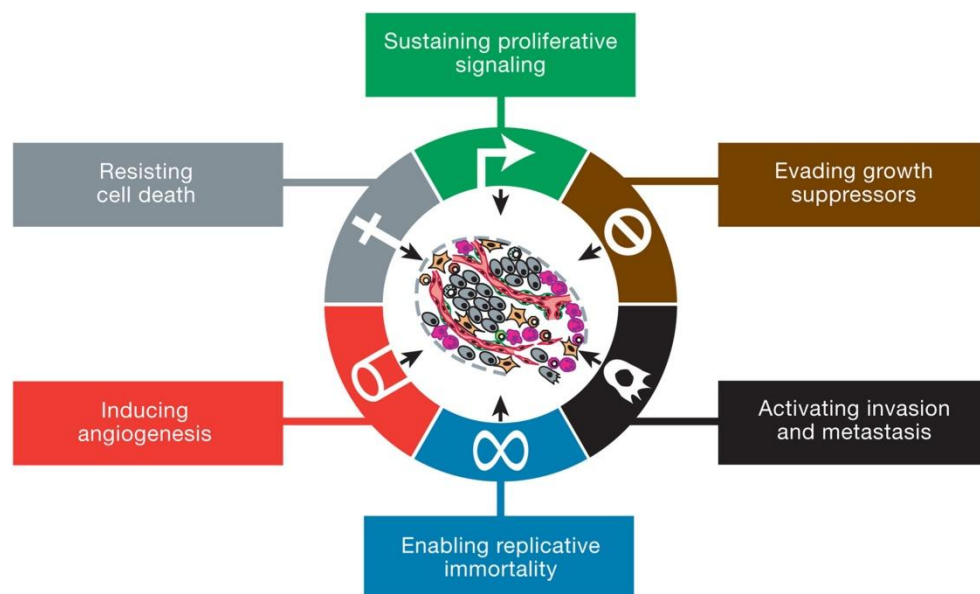 Sustaining proliferative
signaling
Resisting
cell death
Evading growth
suppressors
Inducing
angiogenesis
Activating invasion
and metastasis
Enabling replicative
immortality